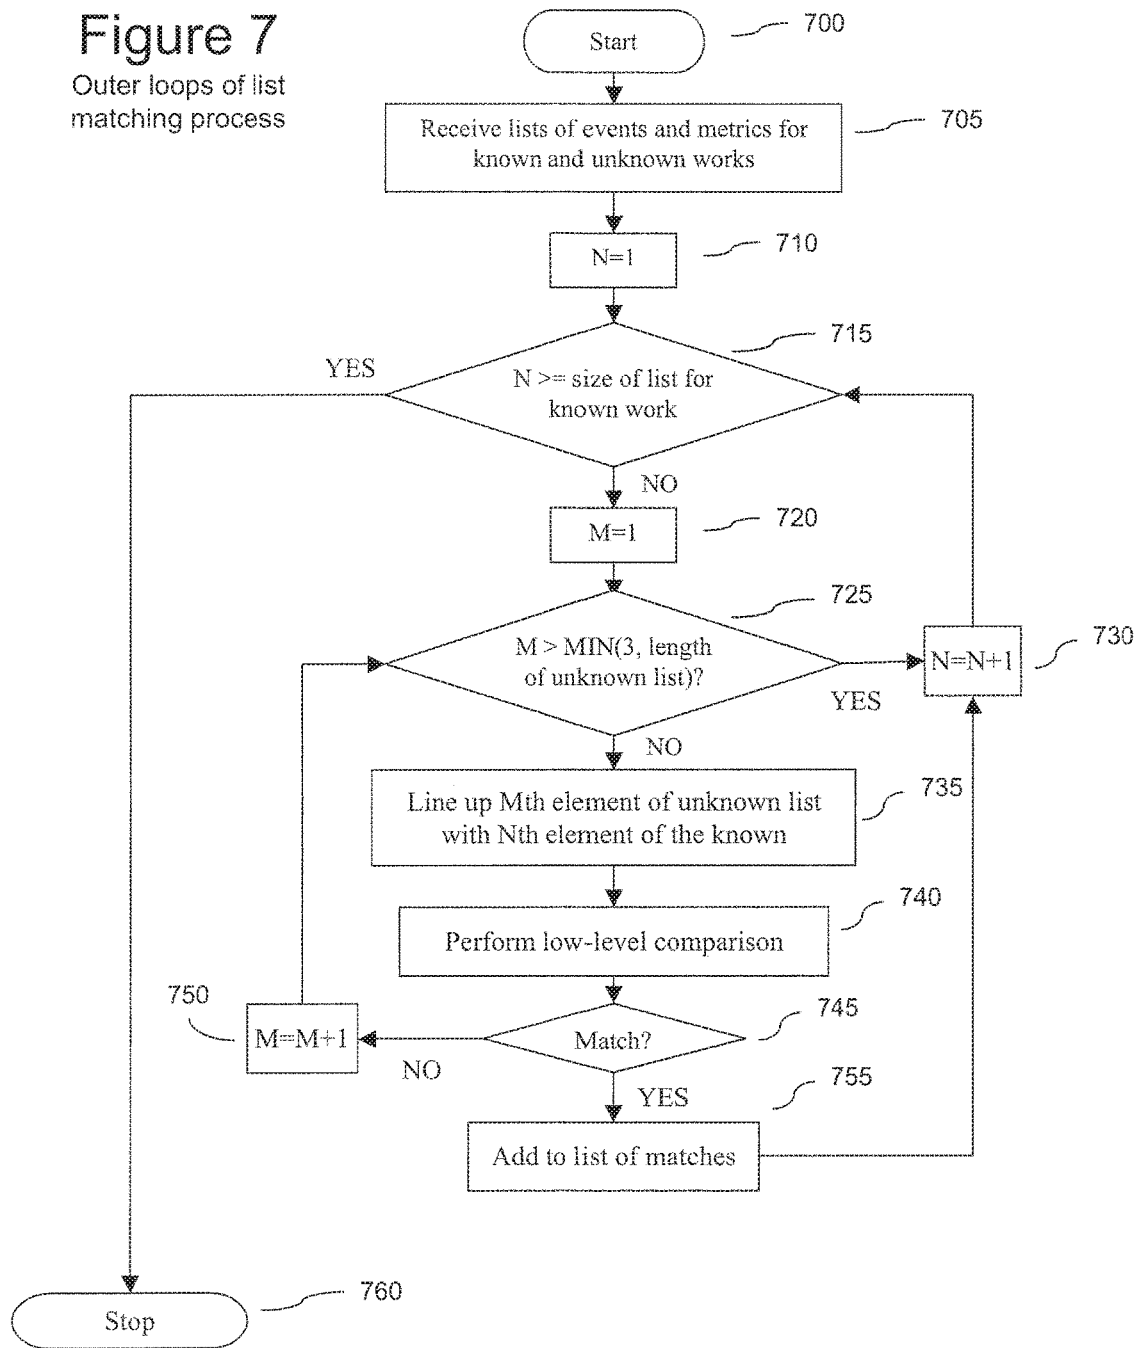 Figure 7
Outer loops of list
matching process
Start
700
Receive lists of events and metrics for
known and unknown works
705
N=1
710
715
YES
N >= size of list for
known work
NO
M=1
720
725
M > MIN(3, length
of unknown list)?
YES
N=N+1
730
NO
Line up Mth element of unknown list
with Nth element of the known
735
740
Perform low-level comparison
750
M=M+1
NO
Match?
745
YES
755
Add to list of matches
Stop
760